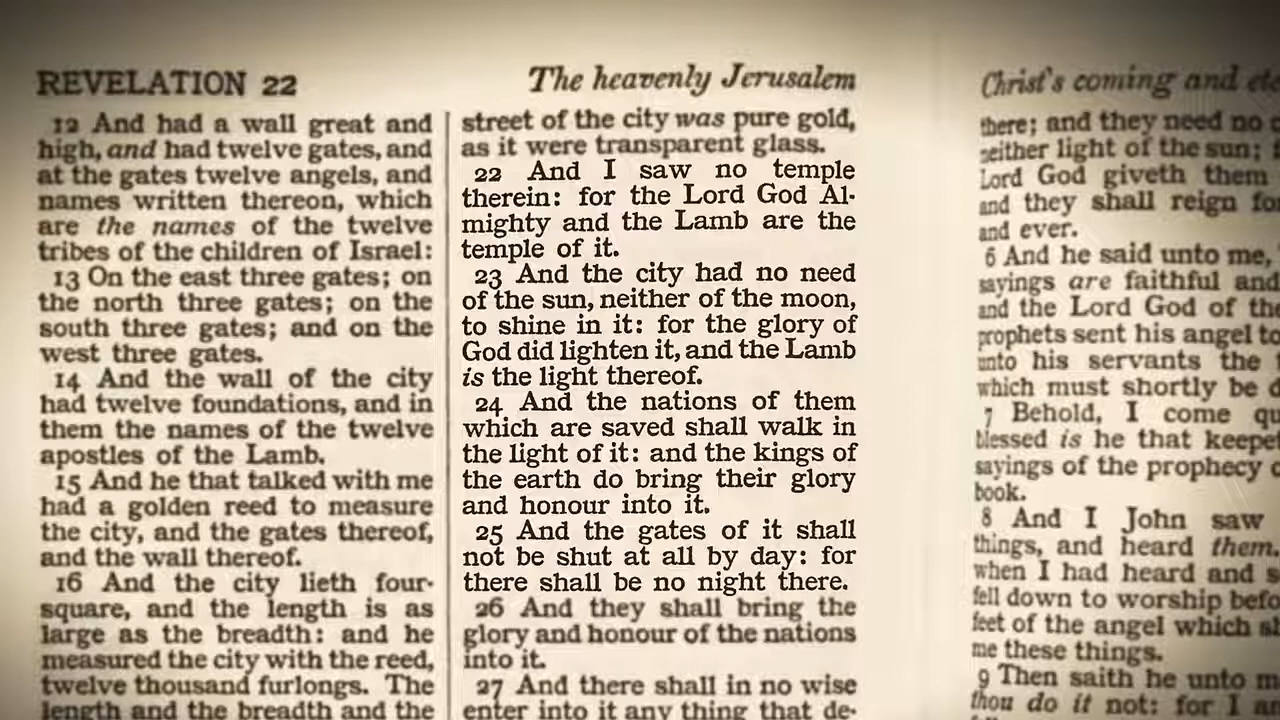 REVELATION 22
The heavenly Jerusalem
12 And had a wall great and
high, and had twelve gates, and
at the gates twelve angels, and
names written thereon, which
are the names of the twelve
tribes of the children of Israel:
13 On the east three gates; on
the north three gates; on the
south three gates; and on the
west three gates.
14 And the wall of the city
had twelve foundations, and in
them the names of the twelve
apostles of the Lamb.
15 And he that talked with me
had a golden reed to measure
the city, and the gates thereof,
and the wall thereof.
16 And the city lieth four-
square, and the length is as
large as the breadth: and he
measured the city with the reed,
twelve thousand furlongs. The
length and the breadth and the
street of the city was pure gold,
as it were transparent glass.
22 And I saw no temple
therein: for the Lord God Al-
mighty and the Lamb are the
temple of it.
23 And the city had no need
of the sun, neither of the moon,
to shine in it: for the glory of
God did lighten it, and the Lamb
is the light thereof.
24 And the nations of them
which are saved shall walk in
the light of it: and the kings of
the earth do bring their glory
and honour into it.
25 And the gates of it shall
not be shut at all by day: for
there shall be no night there.
26 And they shall bring the
glory and honour of the nations
into it.
27 And there shall in no wise
enter into it any thing that de-
Christ's coming and
there; and they need no
neither light of the sun;
Lord God giveth them
and they shall reign
and ever.
6 And he said unto me,
sayings are faithful and
and the Lord God of
prophets sent his angel
unto his servants the
which must shortly be
7 Behold, I come
blessed is he that
sayings of the prophecy
book.
8 And I John saw
things, and heard them.
when I had heard and
fell down to worship
feet of the angel which
me these things.
9 Then saith he unto
thou do it not: for I